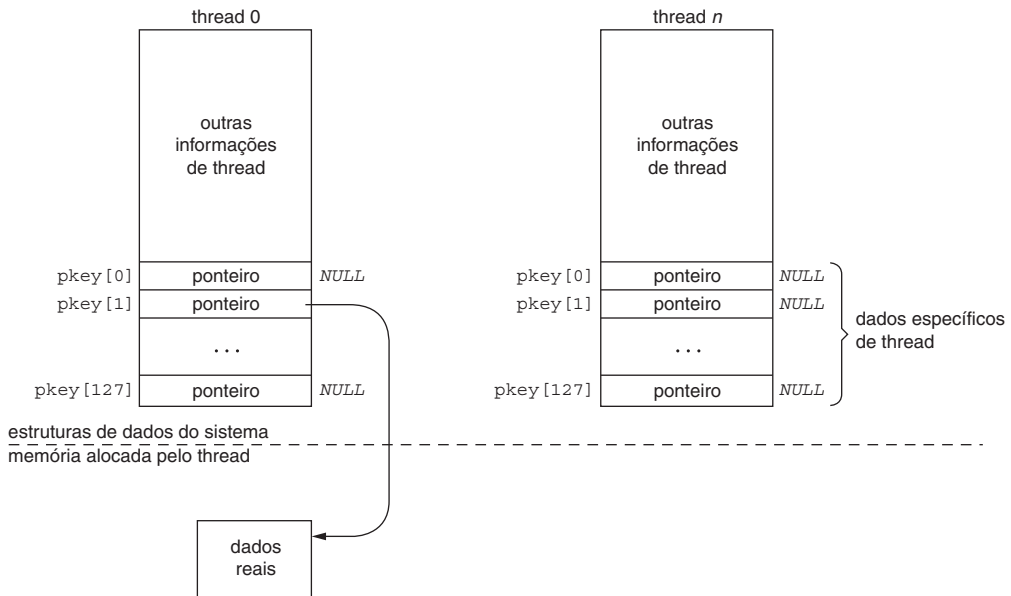 thread 0
thread n
outras
informações
de thread
outras
informações
de thread
pkey[0] ponteiro NULL
pkey[0] ponteiro NULL
pkey[1] ponteiro
pkey[1] ponteiro NULL
...
...
dados específicos
de thread
pkey[127] ponteiro NULL
pkey[127] ponteiro NULL
estruturas de dados do sistema
memória alocada pelo thread
dados
reais